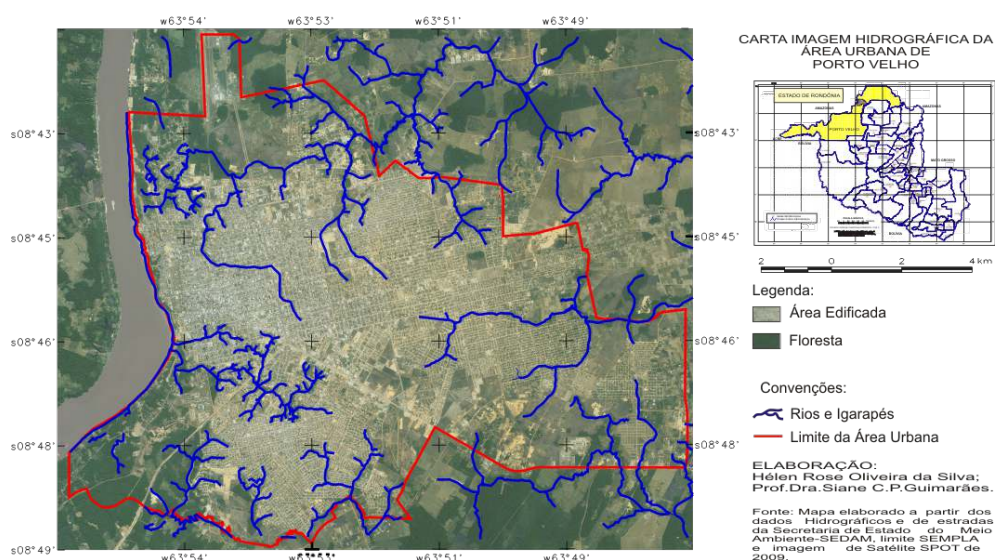 w63°54'
w63°53'
w63°51'
w63°49'
s08°43'
s08°45'
s08°46'
s08°48'
s08°49'
s08°43'
s08°45'
s08°46'
s08°48'
w63°54'
w63°51'
w63°49'
CARTA IMAGEM HIDROGRÁFICA DA
ÁREA URBANA DE
PORTO VELHO
ESTADO DE RONDÔNIA
PORTO VELHO
2 0 2 4 km
Legenda:
Área Edificada
Floresta
Convenções:
Rios e Igarapés
Limite da Área Urbana
ELABORAÇÃO:
Hélen Rose Oliveira da Silva;
Prof.Dra.Siane C.P.Guimarães.
Fonte: Mapa elaborado a partir dos
dados Hidrográficos e de estradas
da Secretaria de Estado do Meio
Ambiente-SEDAM, limite SEMPLA
e imagem de Satélite SPOT de
2009.